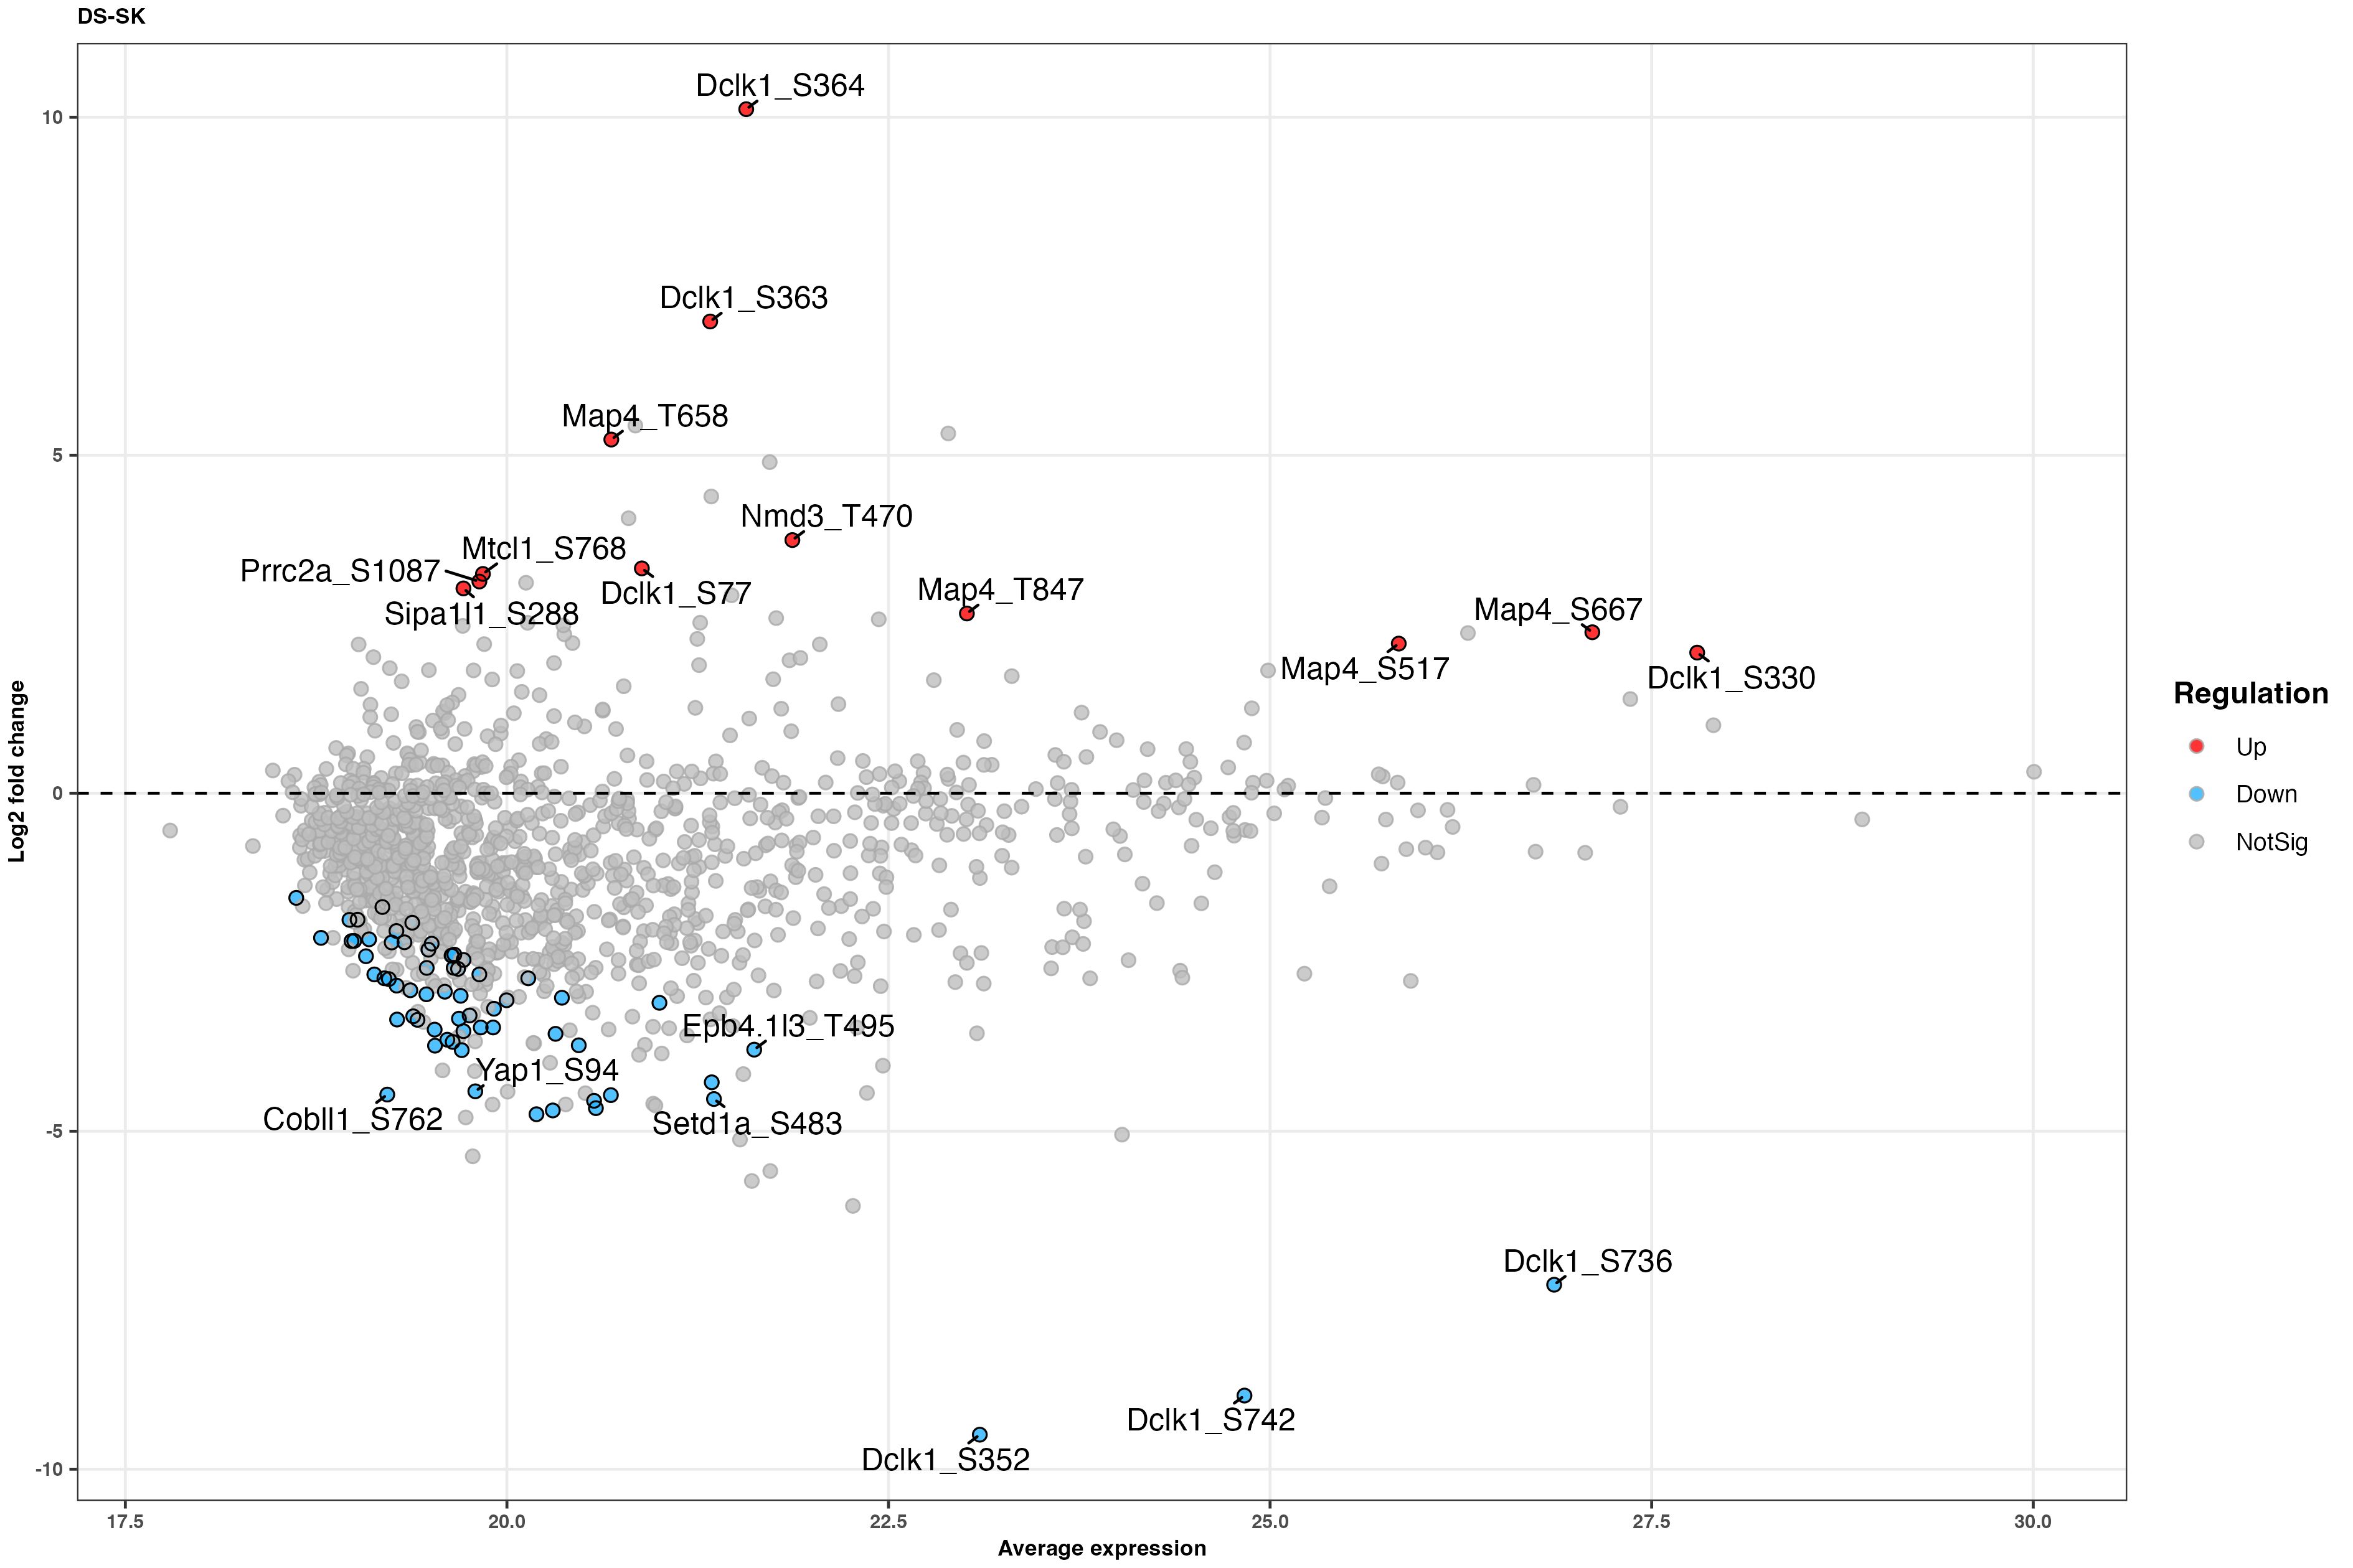 DS-SK
Dclk1_S364
10
Dclk1_S363
Map4_T658
5
Nmd3_T470
Mtcl1_S768
Prrc2a_S1087
Dclk1_S77
Map4_T847
Sipa1l1_S288
Map4_S667
Map4_S517
Dclk1_S330
Regulation
Up
Down
NotSig
0
Log2 fold change
Epb4.1l3_T495
Yap1_S94
Cobll1_S762
Setd1a_S483
-5
Dclk1_S736
Dclk1_S742
Dclk1_S352
-10
17.5
20.0
22.5
25.0
27.5
30.0
Average expression